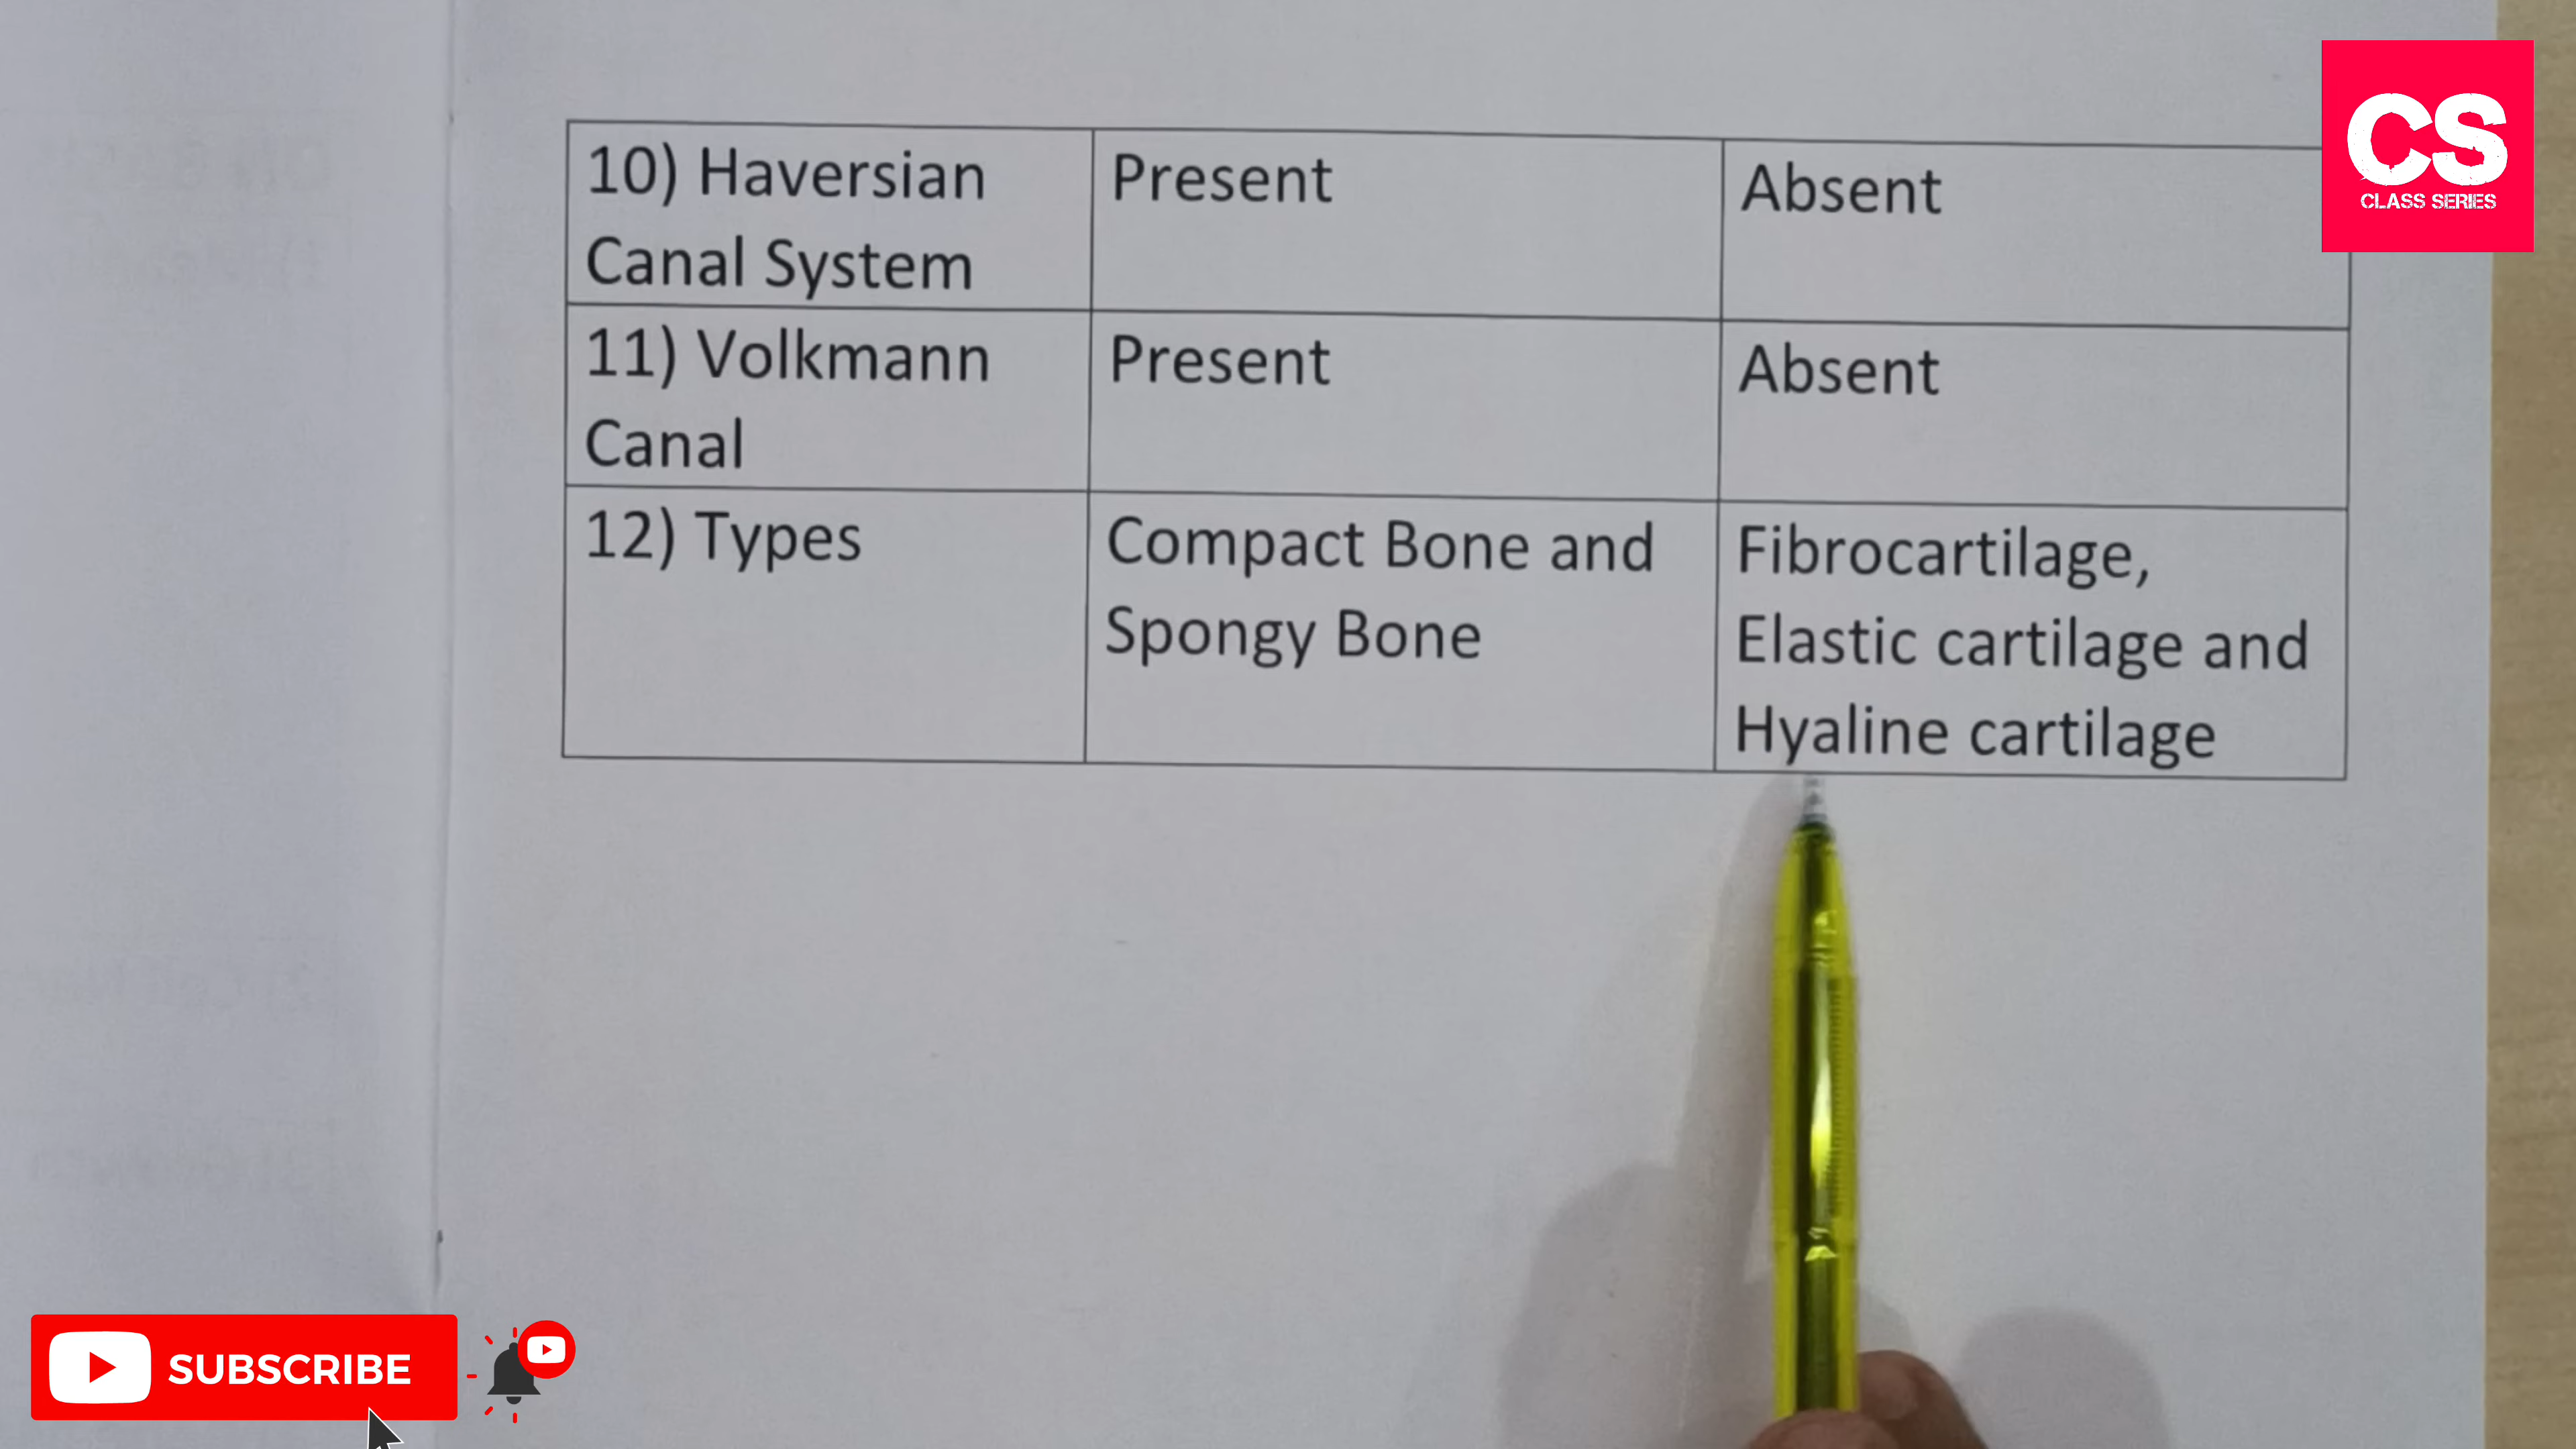 10) Haversian
Canal System
Present
Absent
11) Volkmann
Canal
Present
Absent
12) Types
Compact Bone and
Spongy Bone
Fibrocartilage,
Elastic cartilage and
Hyaline cartilage
CS
CLASS SERIES
SUBSCRIBE